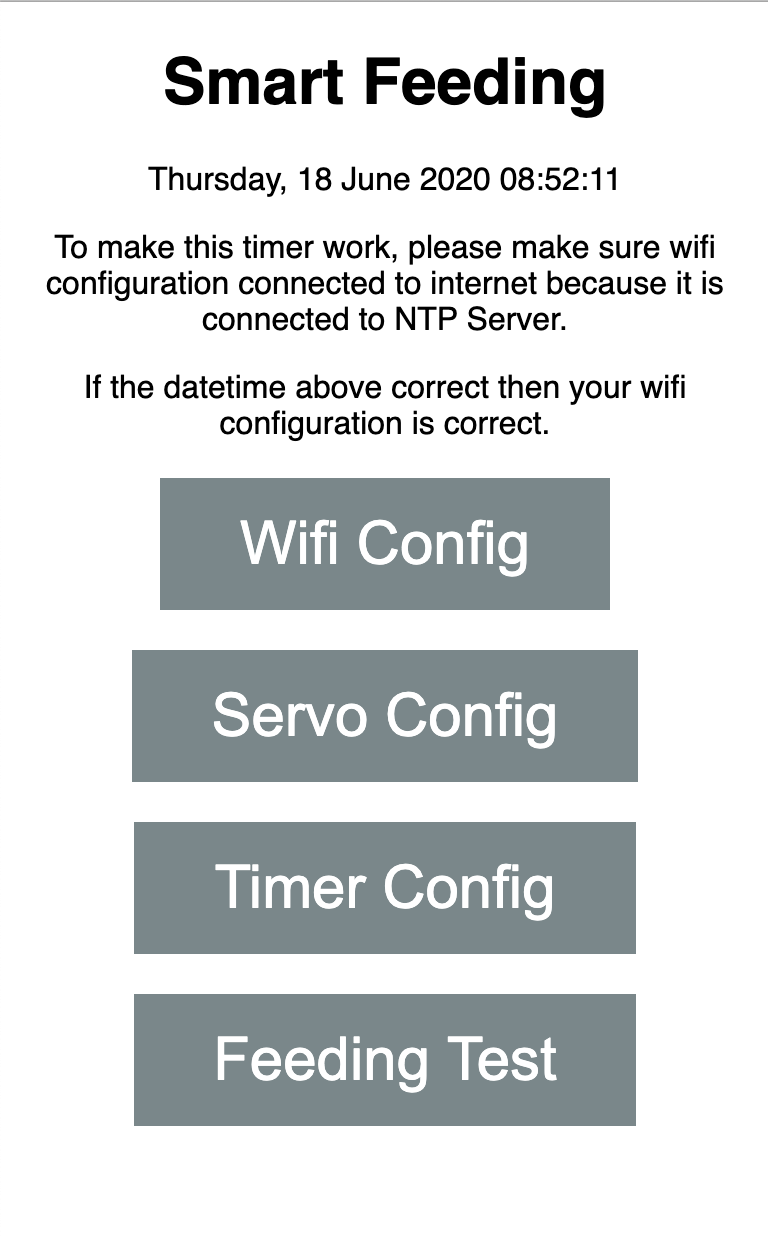 Smart Feeding
Thursday, 18 June 2020 08:52:11
To make this timer work, please make sure wifi
configuration connected to internet because it is
connected to NTP Server.
If the datetime above correct then your wifi
configuration is correct.
Wifi Config
Servo Config
Timer Config
Feeding Test